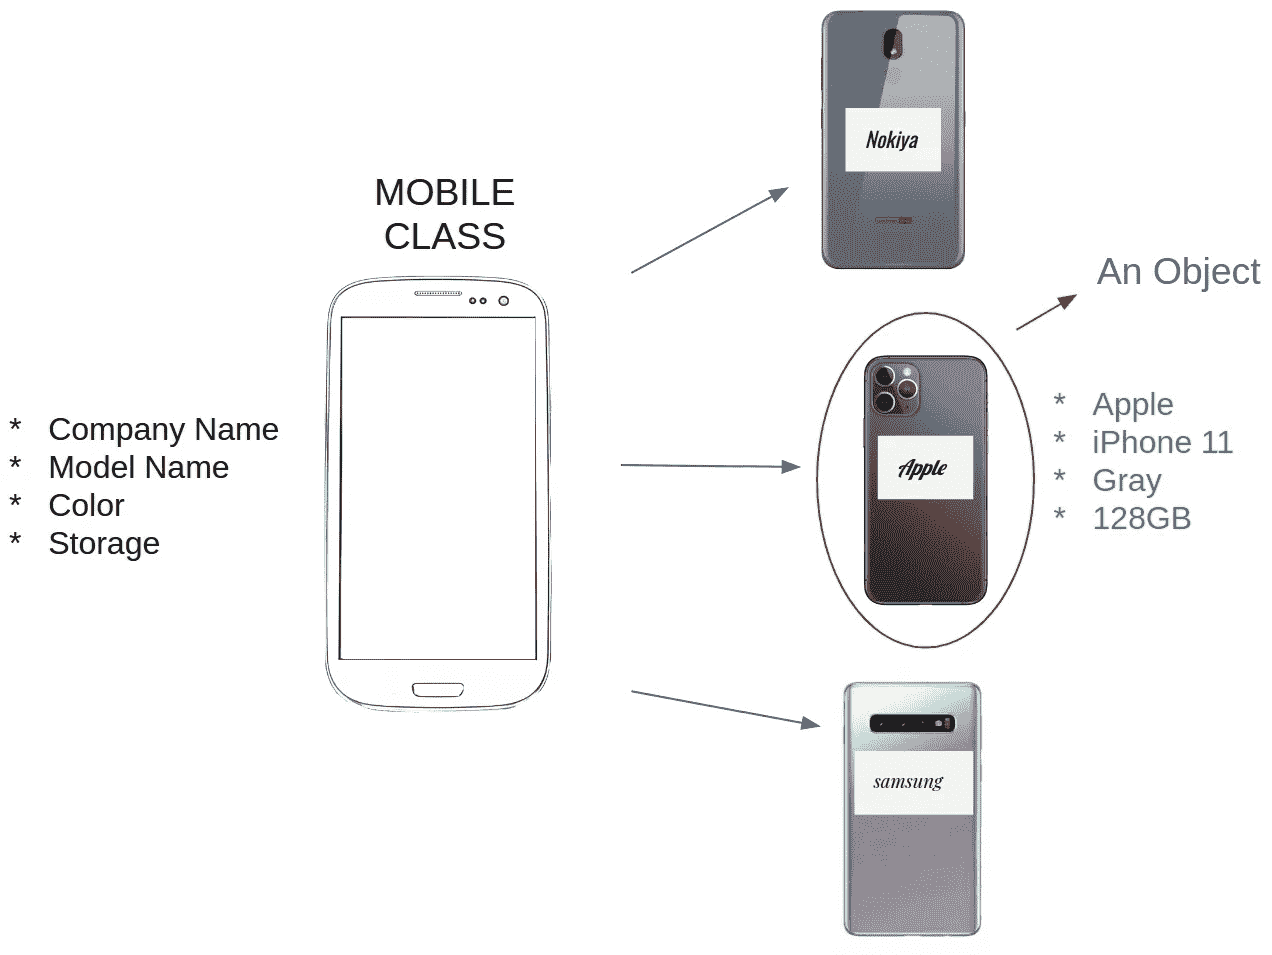 MOBILE
CLASS
* Company Name
* Model Name
* Color
* Storage
Nokiya
Apple
samsung
An Object
* Apple
* iPhone 11
* Gray
* 128GB